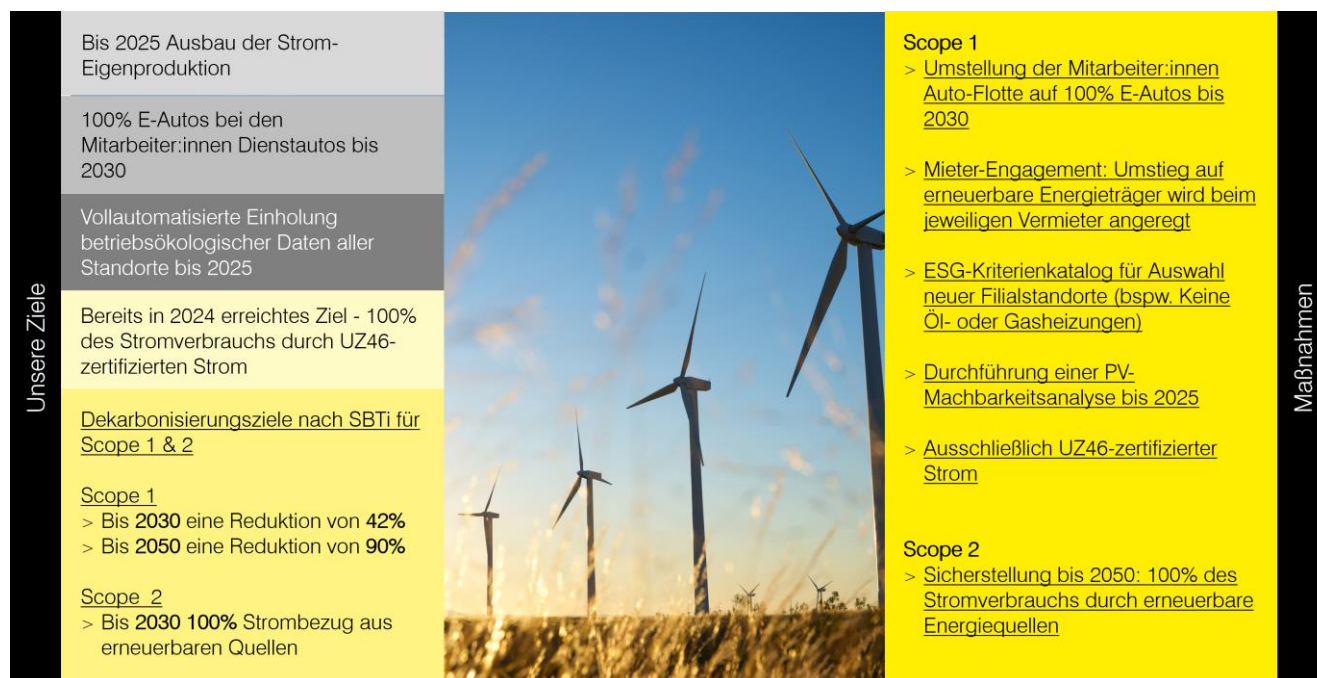 Unsere Ziele
Bis 2025 Ausbau der Strom-
Eigenproduktion
100% E-Autos bei den
Mitarbeiter:innen Dienstautos bis
2030
Vollautomatisierte Einholung
betriebsökologischer Daten aller
Standorte bis 2025
Bereits in 2024 erreichtes Ziel - 100%
des Stromverbrauchs durch UZ46-
zertifizierten Strom
Dekarbonisierungsziele nach SBTi für
Scope 1 & 2
Scope 1
> Bis 2030 eine Reduktion von 42%
> Bis 2050 eine Reduktion von 90%
Scope 2
> Bis 2030 100% Strombezug aus
erneuerbaren Quellen
Scope 1
> Umstellung der Mitarbeiter:innen
Auto-Flotte auf 100% E-Autos bis
2030
> Mieter-Engagement: Umstieg auf
erneuerbare Energieträger wird beim
jeweiligen Vermieter angeregt
> ESG-Kriterienkatalog für Auswahl
neuer Filialstandorte (bspw. Keine
Öl- oder Gasheizungen)
> Durchführung einer PV-
Machbarkeitsanalyse bis 2025
> Ausschließlich UZ46-zertifizierter
Strom
Scope 2
> Sicherstellung bis 2050: 100% des
Stromverbrauchs durch erneuerbare
Energiequellen
Maßnahmen